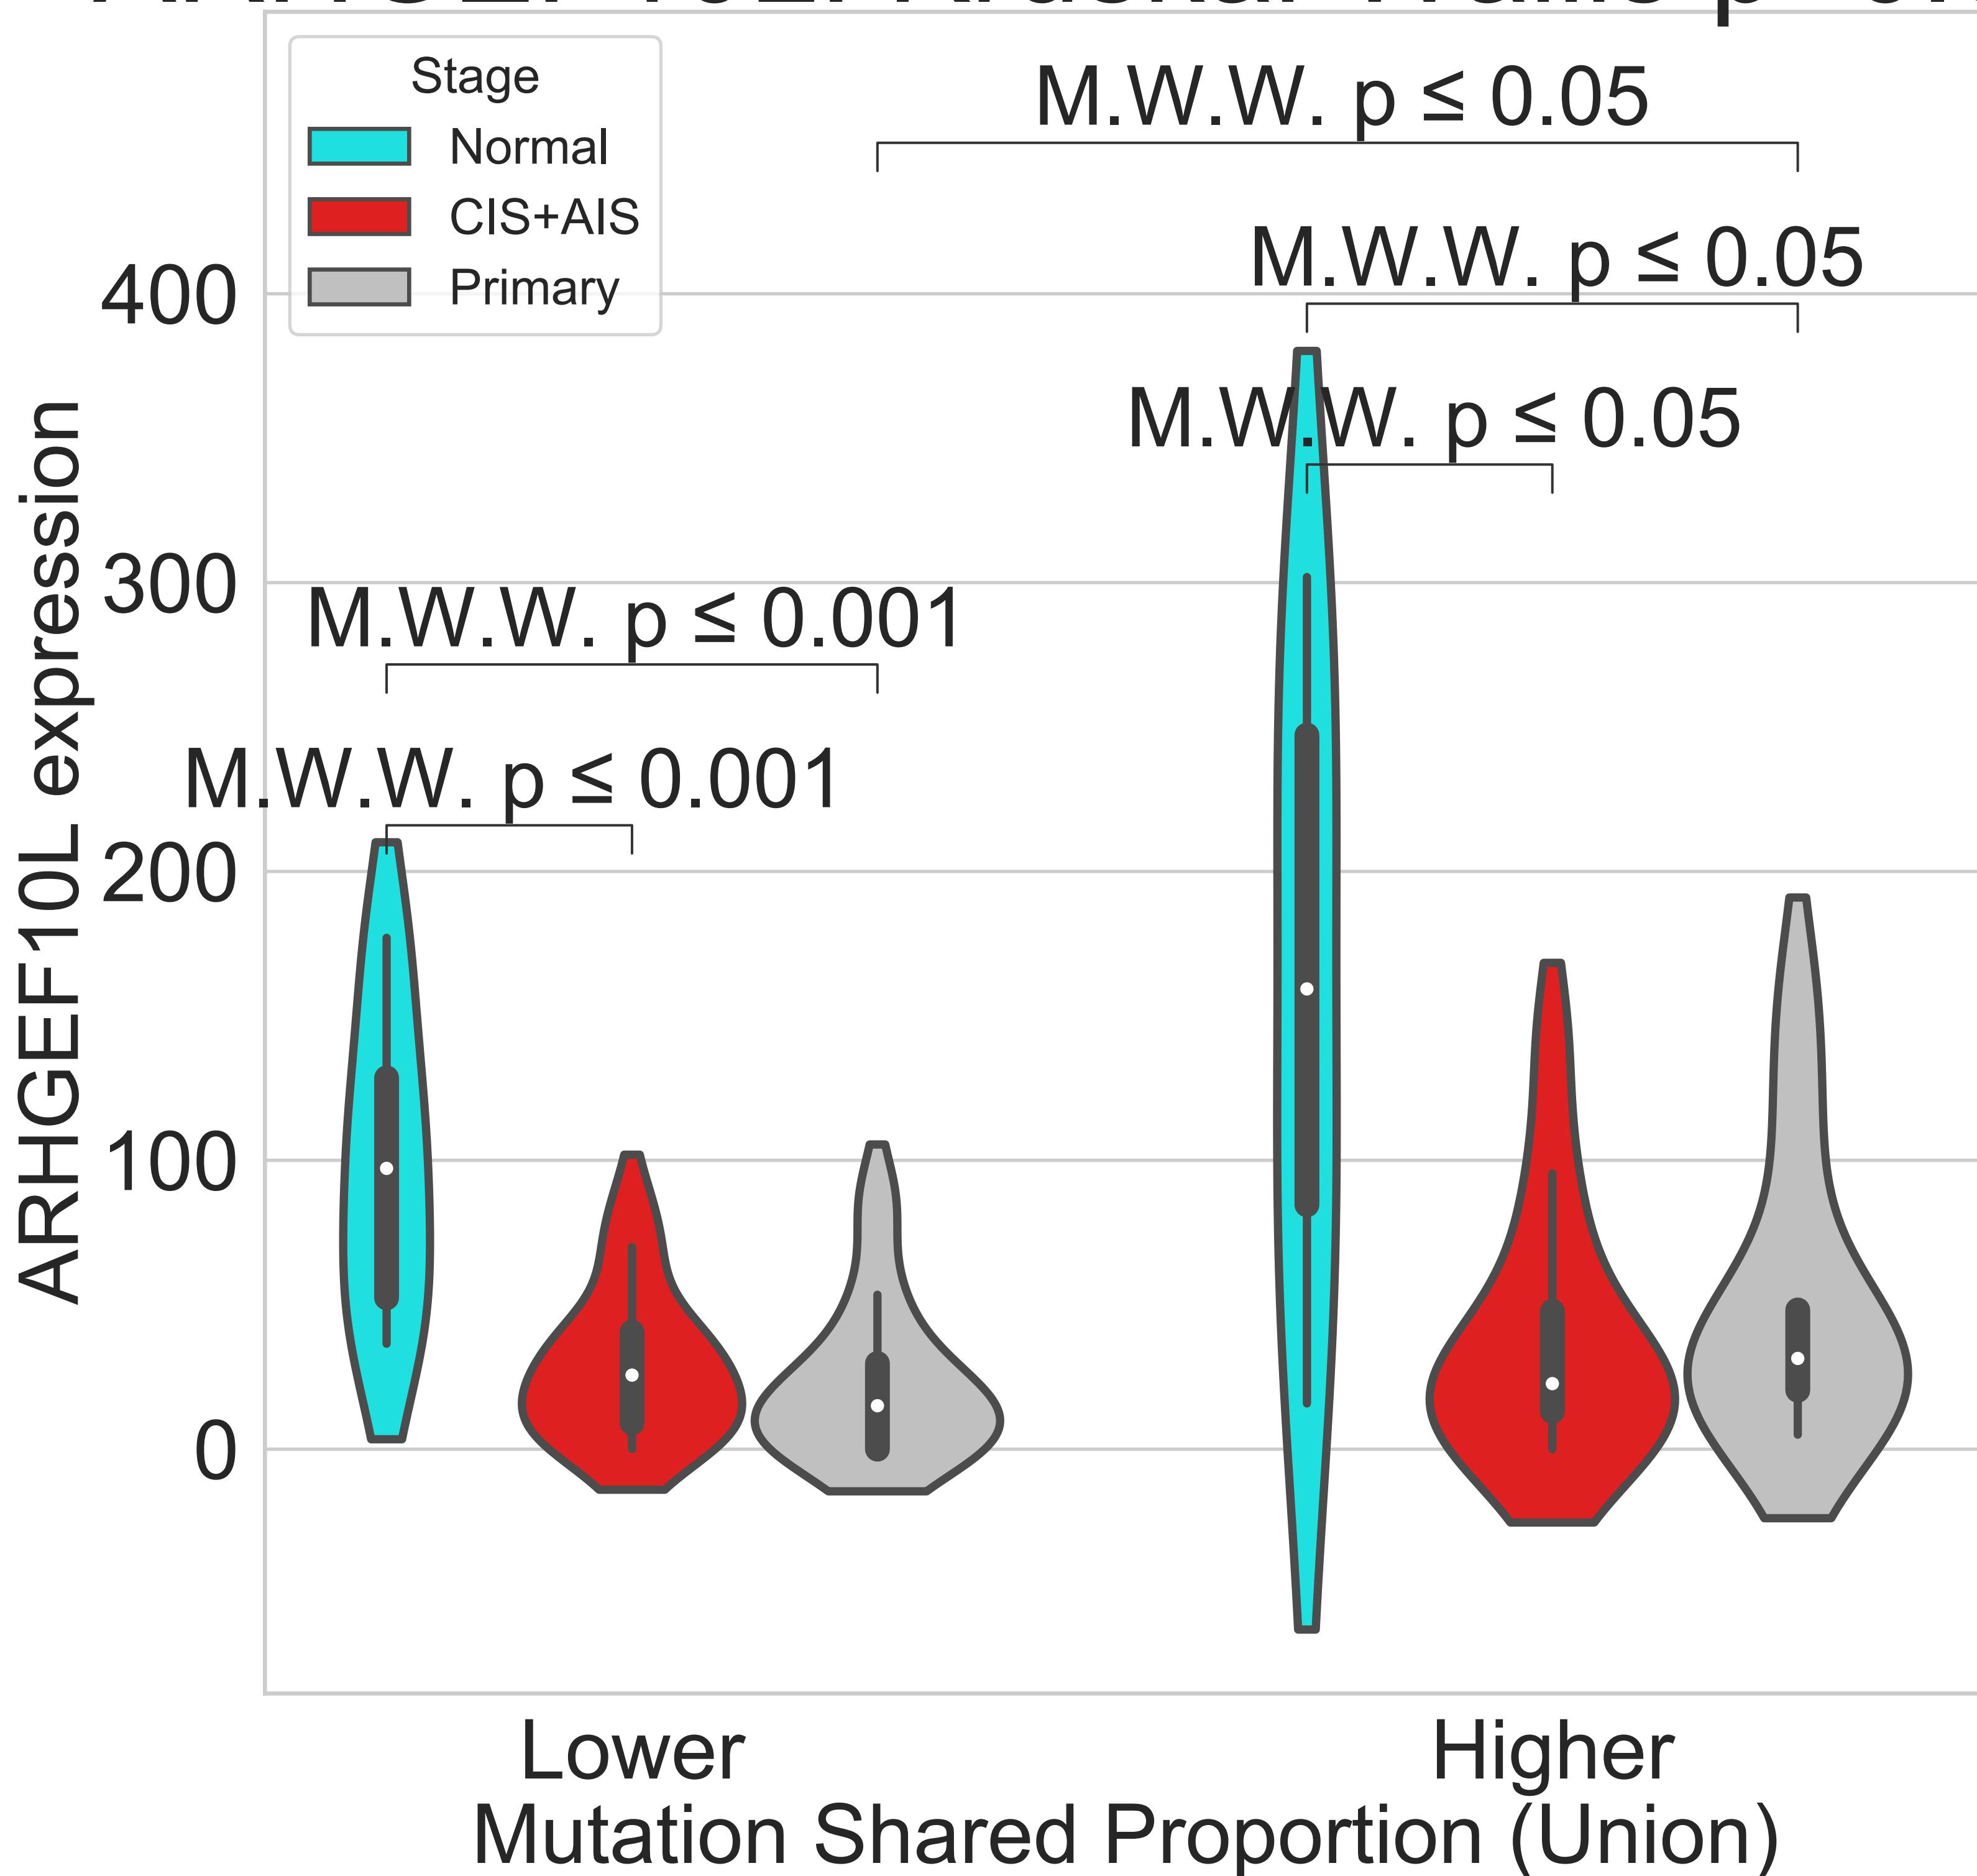 Stage
Normal
CIS+AIS
Primary
M.W.W. p ≤ 0.05
M.W.W. p ≤ 0.05
M.W.W. p ≤ 0.05
M.W.W. p ≤ 0.001
M.W.W. p ≤ 0.001
400
300
200
100
0
ARHGEF10L expression
Lower
Higher
Mutation Shared Proportion (Union)